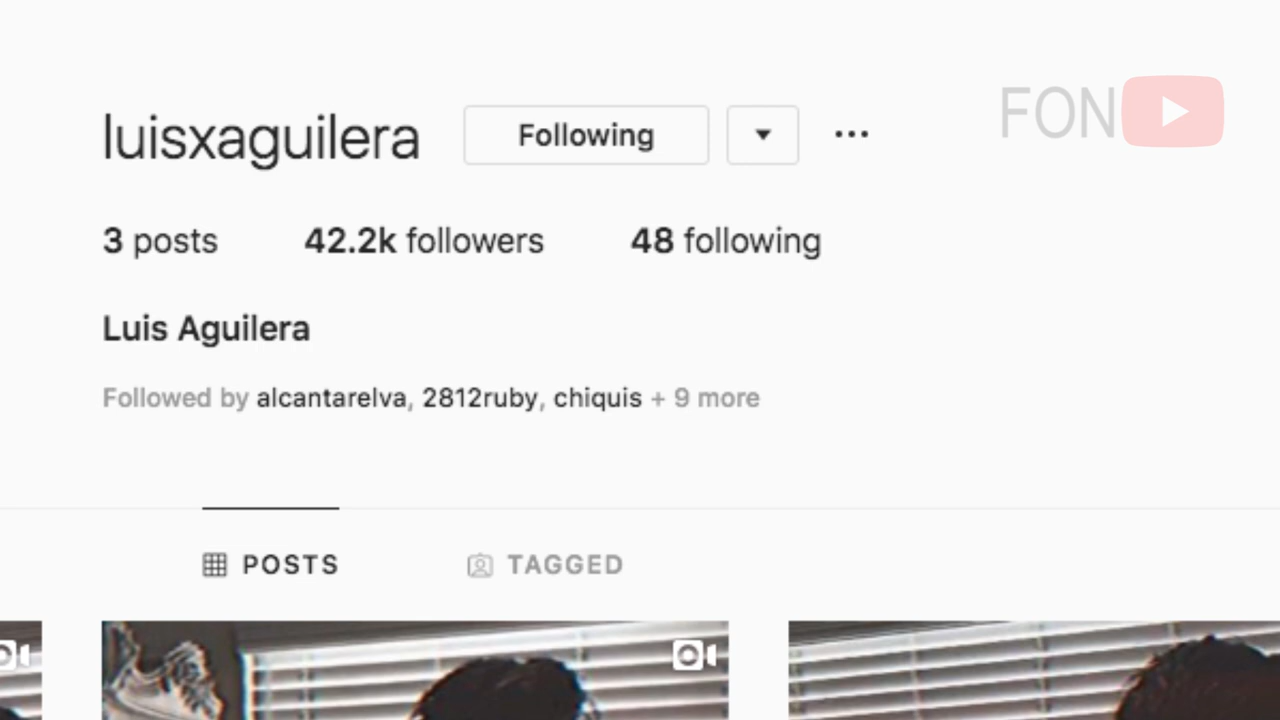 FON
luisxaguilera Following
3 posts 42.2k followers 48 following
Luis Aguilera
Followed by alcantarelva, 2812ruby, chiquis + 9 more
POSTS TAGGED